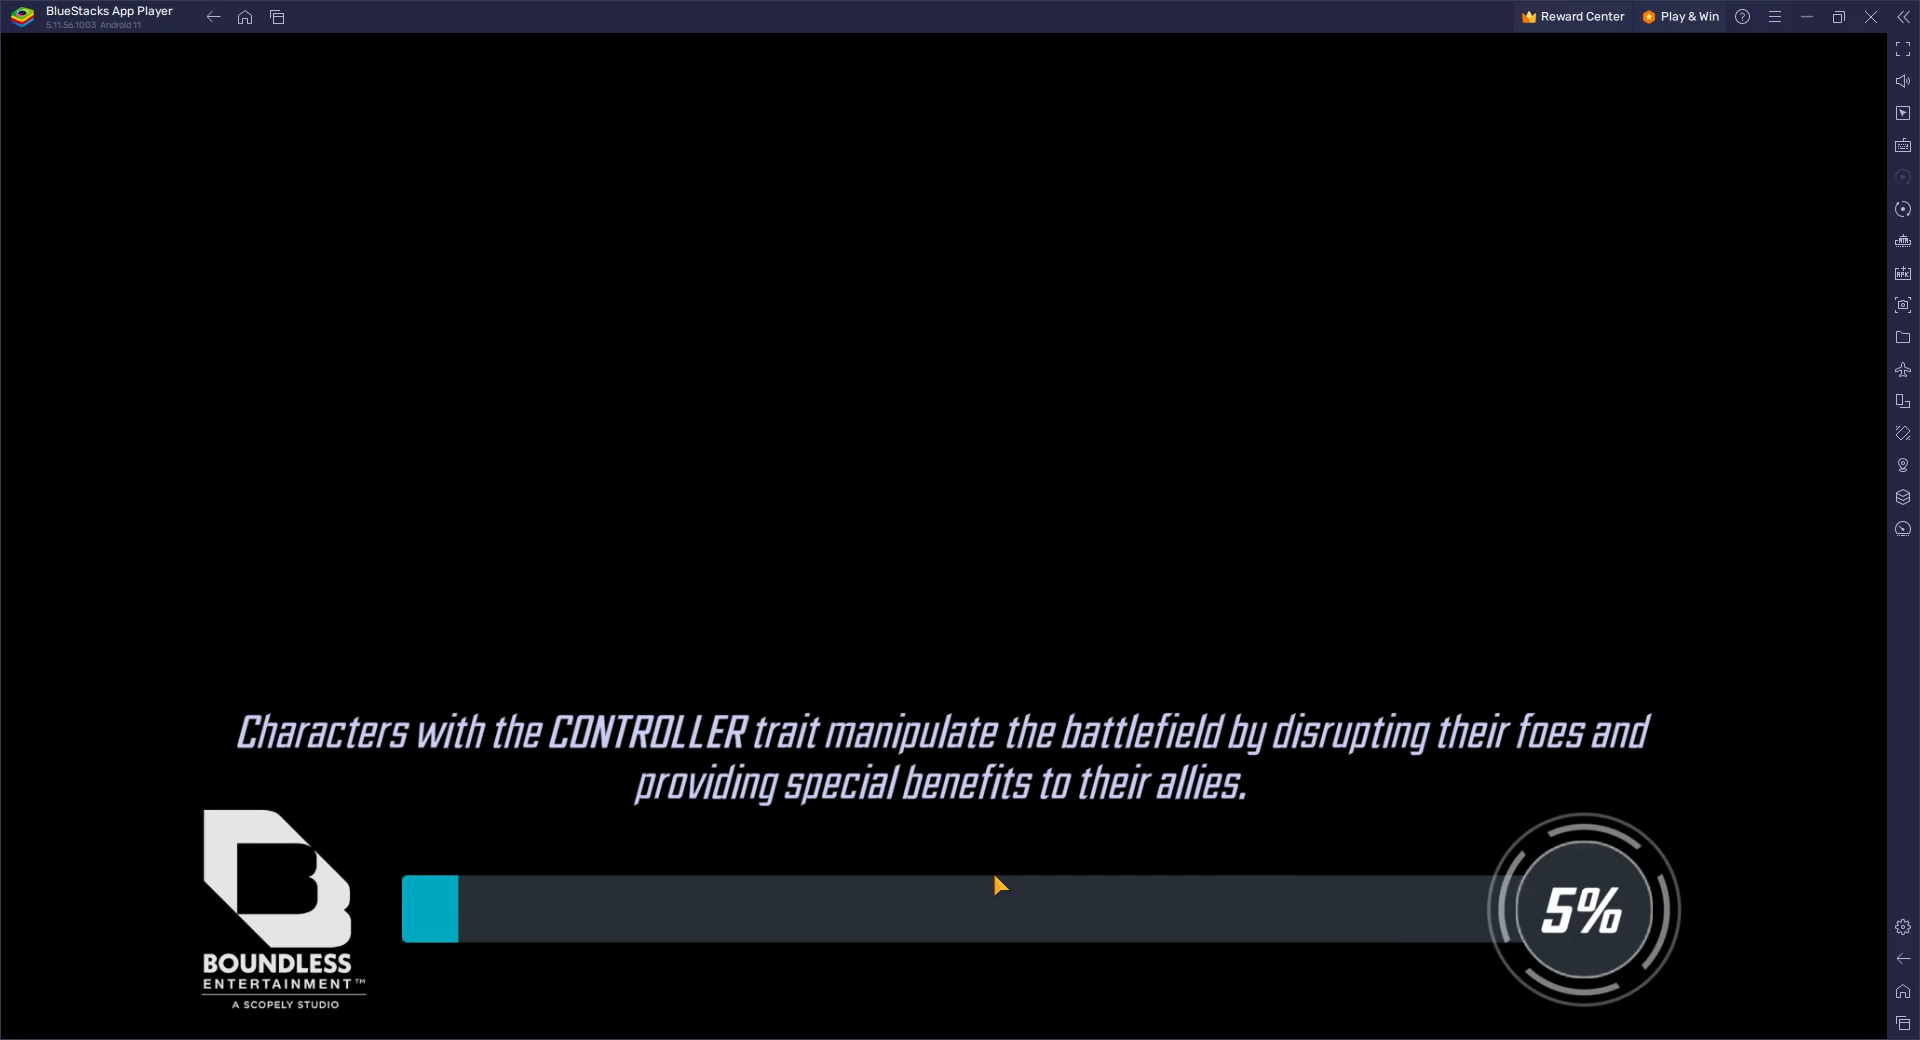 BlueStacks App Player
5.11.56.1003 Android 11
Reward Center
Play & Win
APK
Characters with the CONTROLLER trait manipulate the battlefield by disrupting their foes and
providing special benefits to their allies.
5%
BOUNDLESS
ENTERTAINMENT™
A SCOPELY STUDIO